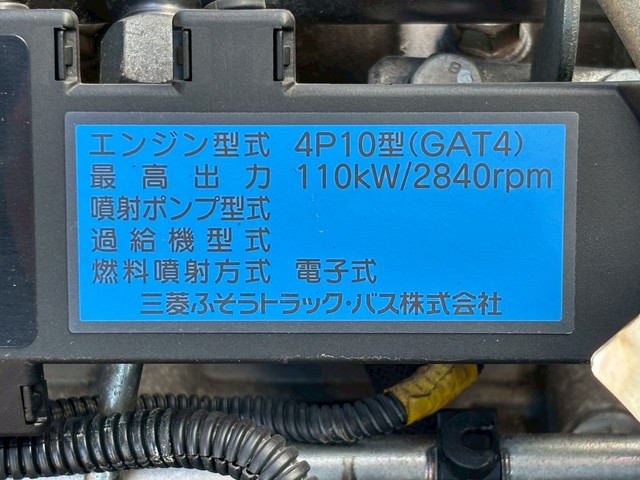 エンジン型式 4P10型(GAT4)
最高出力 110kW/2840rpm
噴射ポンプ型式
過給機型式
燃料噴射方式 電子式
三菱ふそうトラック・バス株式会社